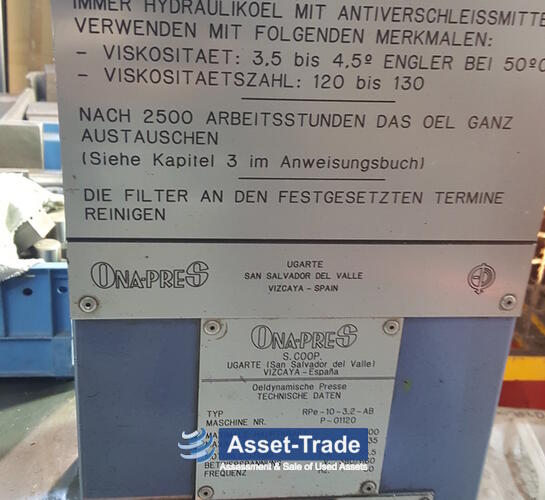 IMMER HYDRAULIKOEL MIT ANTIVERSCHLEISSMITTE
VERWENDEN MIT FOLGENDEN MERKMALEN:
- VISKOSITAET: 3,5 bis 4,5º ENGLER BEI 50ºC
- VISKOSITAETSZAHL: 120 bis 130
NACH 2500 ARBEITSSTUNDEN DAS OEL GANZ
AUSTAUSCHEN
(Siehe Kapitel 3 im Anweisungsbuch)
DIE FILTER AN DEN FESTGESETZTEN TERMINE
REINIGEN
ONA-PRES
UGARTE
SAN SALVADOR DEL VALLE
VIZCAYA - SPAIN
ONA-PRES
S. COOP.
UGARTE (San Salvador del Valle)
VIZCAYA - España
Oeldynamische Presse
TECHNISCHE DATEN
TYP RPe-10-3.2-AB
MASCHINE NR. P-01120
Asset-Trade
Assessment & Sale of Used Assets
FREQUENZ